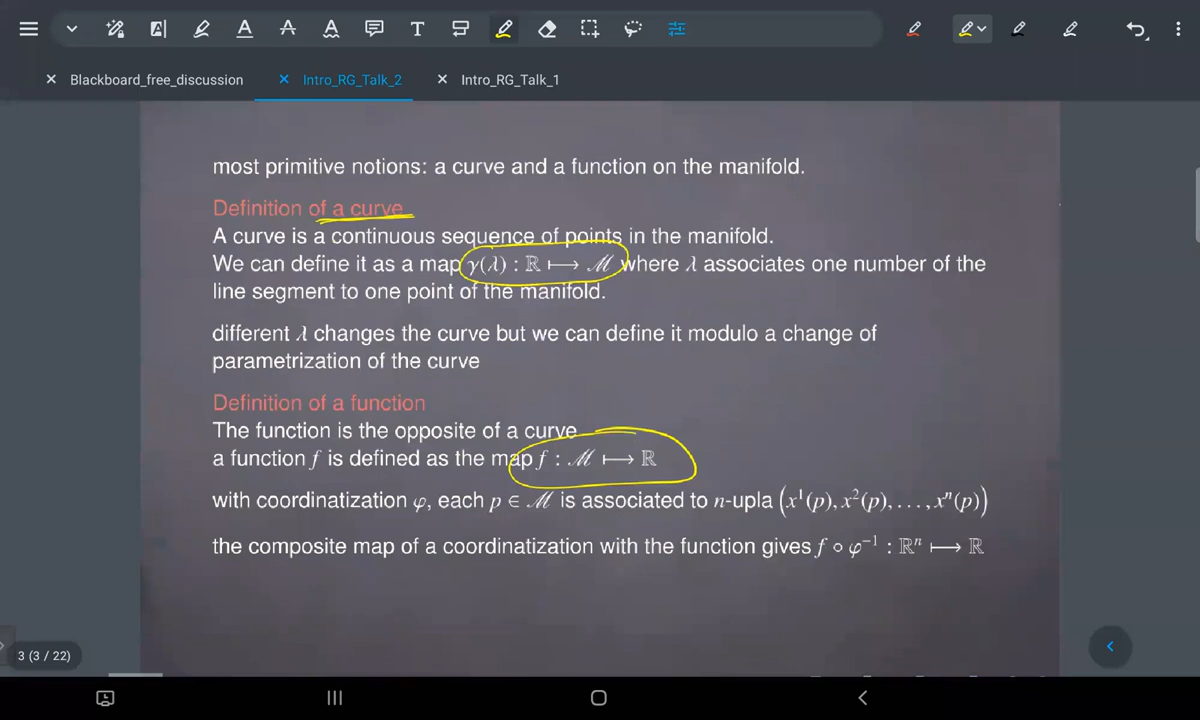 Blackboard_free_discussion
Intro_RG_Talk_2
Intro_RG_Talk_1
most primitive notions: a curve and a function on the manifold.
Definition of a curve
A curve is a continuous sequence of points in the manifold.
We can define it as a map γ(λ) : ℝ ⟼ ℳ where λ associates one number of the
line segment to one point of the manifold.
different λ changes the curve but we can define it modulo a change of
parametrization of the curve
Definition of a function
The function is the opposite of a curve
a function f is defined as the map f : ℳ ⟼ ℝ
with coordinatization φ, each p ∈ ℳ is associated to n-upla (x¹(p), x²(p), . . . , xⁿ(p))
the composite map of a coordinatization with the function gives f ∘ φ⁻¹ : ℝⁿ ⟼ ℝ
3 (3 / 22)